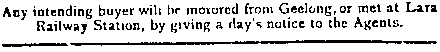 Any intending buyer will be motored from Geelong, or met at Lara
Railway Station, by giving a day's notice to the Agents.